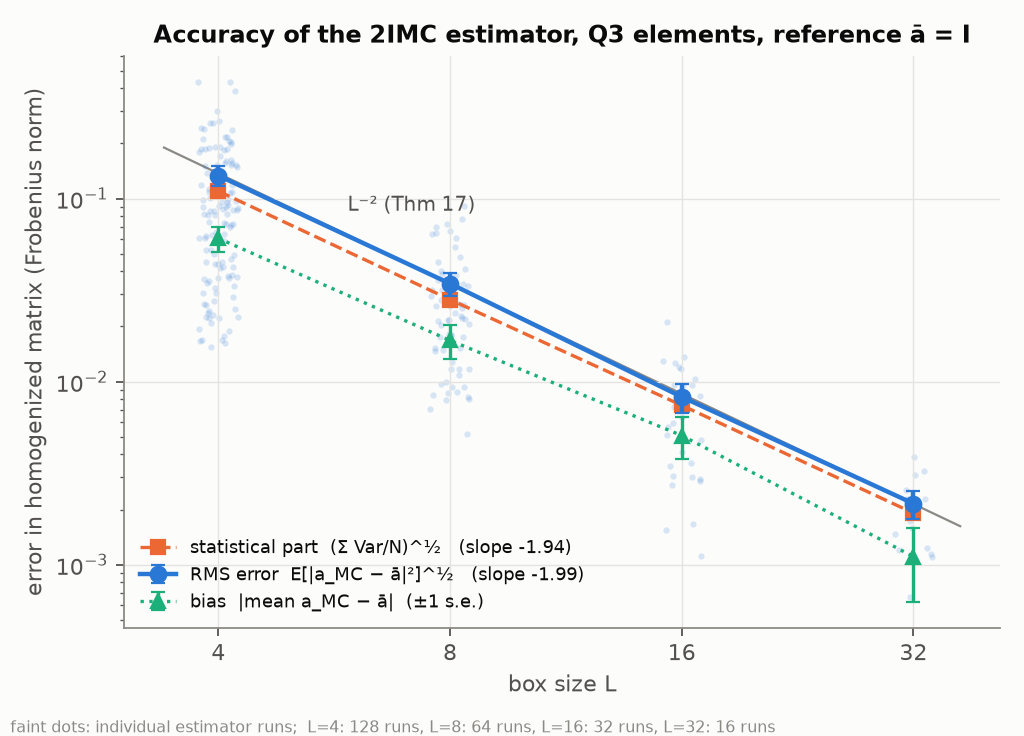 Accuracy of the 2IMC estimator, Q3 elements, reference ā = I
error in homogenized matrix (Frobenius norm)
10⁻¹
10⁻²
10⁻³
L⁻² (Thm 17)
statistical part (Σ Var/N)^½ (slope -1.94)
RMS error E[|a_MC − ā|²]^½ (slope -1.99)
bias |mean a_MC − ā| (±1 s.e.)
4 8 16 32
box size L
faint dots: individual estimator runs; L=4: 128 runs, L=8: 64 runs, L=16: 32 runs, L=32: 16 runs